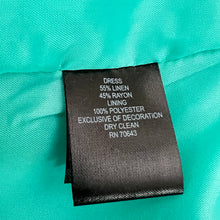 DRESS
55% LINEN
45% RAYON
LINING
100% POLYESTER
EXCLUSIVE OF DECORATION
DRY CLEAN
RN 70643